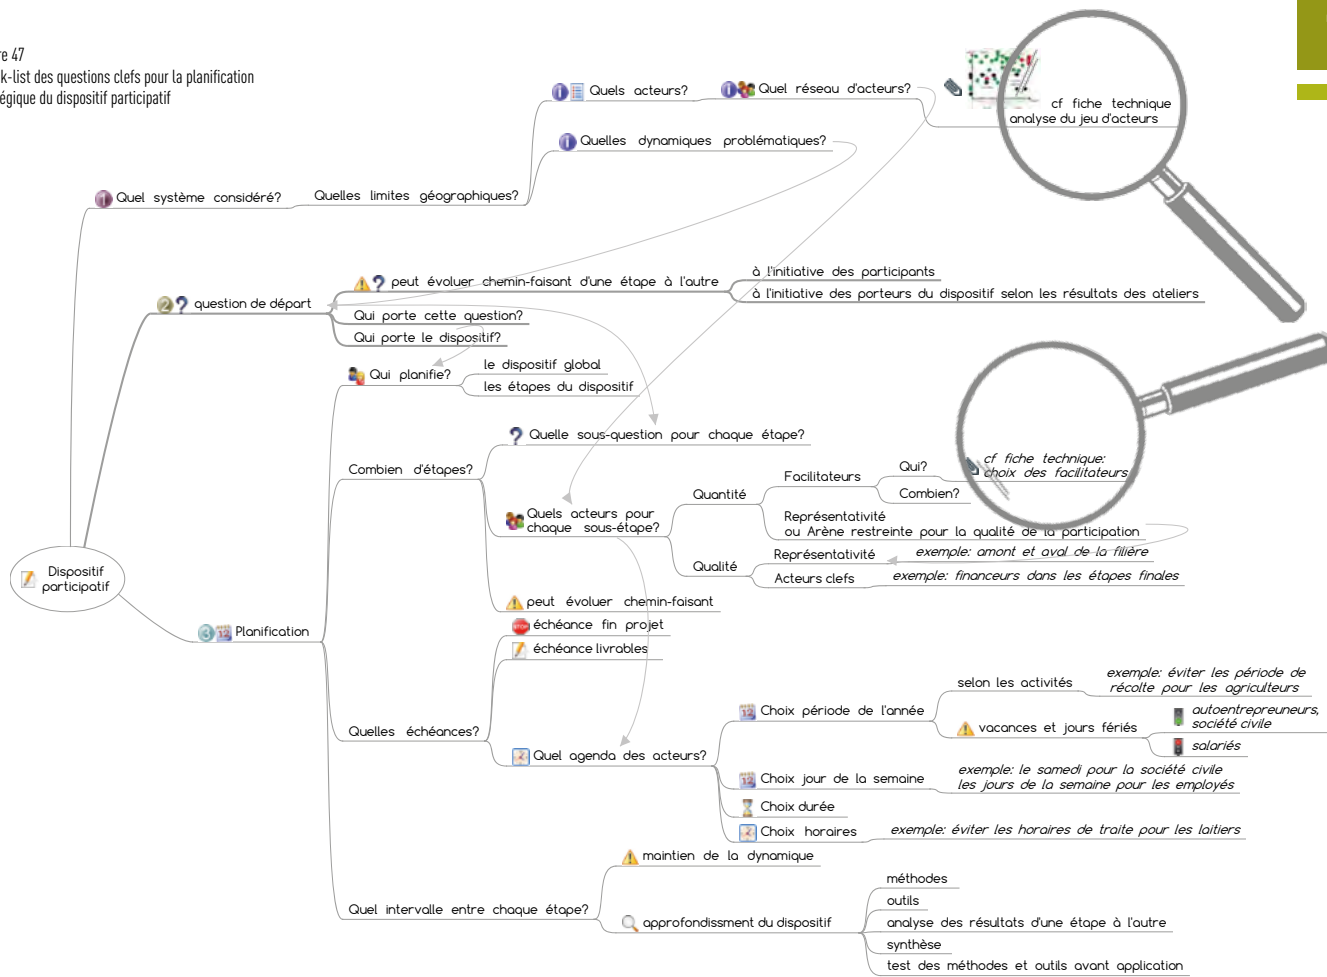 re 47
k-list des questions clefs pour la planification
égique du dispositif participatif
Quels acteurs?
Quel réseau d'acteurs?
cf fiche technique
analyse du jeu d'acteurs
Quelles dynamiques problématiques?
Quel système considéré?
Quelles limites géographiques?
question de départ
peut évoluer chemin-faisant d'une étape à l'autre
à l'initiative des participants
à l'initiative des porteurs du dispositif selon les résultats des ateliers
Qui porte cette question?
Qui porte le dispositif?
Qui planifie?
le dispositif global
les étapes du dispositif
Combien d'étapes?
Quelle sous-question pour chaque étape?
Quels acteurs pour
chaque sous-étape?
Quantité
Facilitateurs
Qui?
cf fiche technique:
choix des facilitateurs
Combien?
Représentativité
ou Arène restreinte pour la qualité de la participation
Qualité
Représentativité
exemple: amont et aval de la filière
Acteurs clefs
exemple: financeurs dans les étapes finales
peut évoluer chemin-faisant
Dispositif
participatif
3
12
Planification
Quelles échéances?
STOP
échéance fin projet
échéance livrables
Quel agenda des acteurs?
12
Choix période de l'année
selon les activités
exemple: éviter les période de
récolte pour les agriculteurs
vacances et jours fériés
autoentrepreuneurs,
société civile
salariés
12
Choix jour de la semaine
exemple: le samedi pour la société civile
les jours de la semaine pour les employés
Choix durée
Choix horaires
exemple: éviter les horaires de traite pour les laitiers
Quel intervalle entre chaque étape?
maintien de la dynamique
approfondissment du dispositif
méthodes
outils
analyse des résultats d'une étape à l'autre
synthèse
test des méthodes et outils avant application